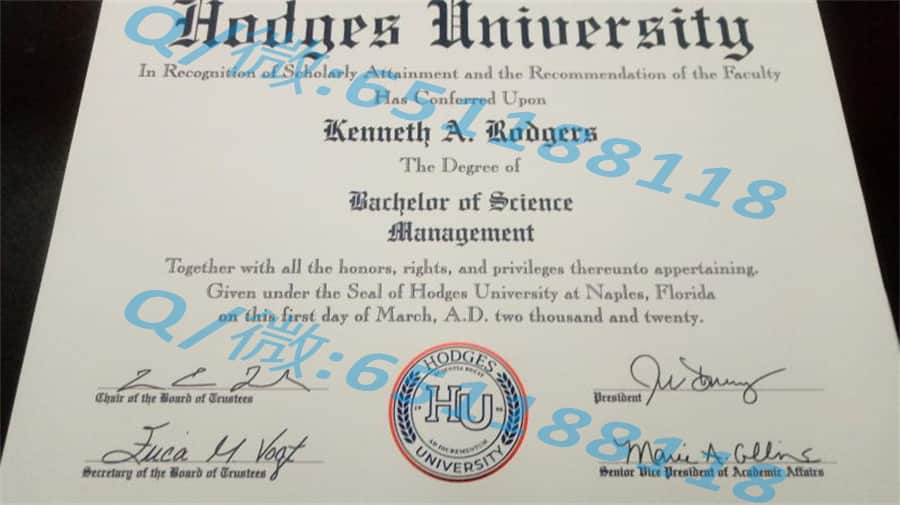 Hodges University
In Recognition of Scholarly Attainment and the Recommendation of the Faculty
Has Conferred Upon
Kenneth A. Rodgers
The Degree of
Bachelor of Science
Management
Together with all the honors, rights, and privileges thereunto appertaining.
Given under the Seal of Hodges University at Naples, Florida
on this first day of March, A.D. two thousand and twenty.
Chair of the Board of Trustees
President
HODGES
HU
UNIVERSITY
M Vogt
Marie A Collins
Secretary of the Board of Trustees
Senior Vice President of Academic Affairs
Q/微:651188118
Q/微:651188118